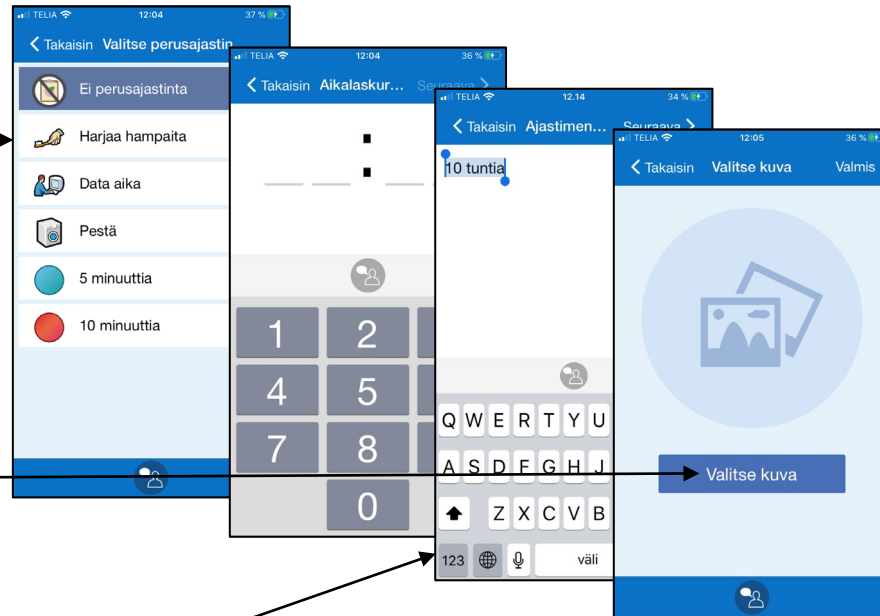 TELIA 12:04 37 %
Takaisin Valitse perusajastin
Ei perusajastinta
Harjaa hampaita
Data aika
Pestä
5 minuuttia
10 minuuttia
TELIA 12:04 36 %
Takaisin Aikalaskur... Seuraava
:
1 2
4 5
7 8
0
TELIA 12.14 34 %
Takaisin Ajastimen... Seuraava
10 tuntia
Q W E R T Y U
A S D F G H J
Z X C V B
123 väli
TELIA 12:05 36 %
Takaisin Valitse kuva Valmis
Valitse kuva